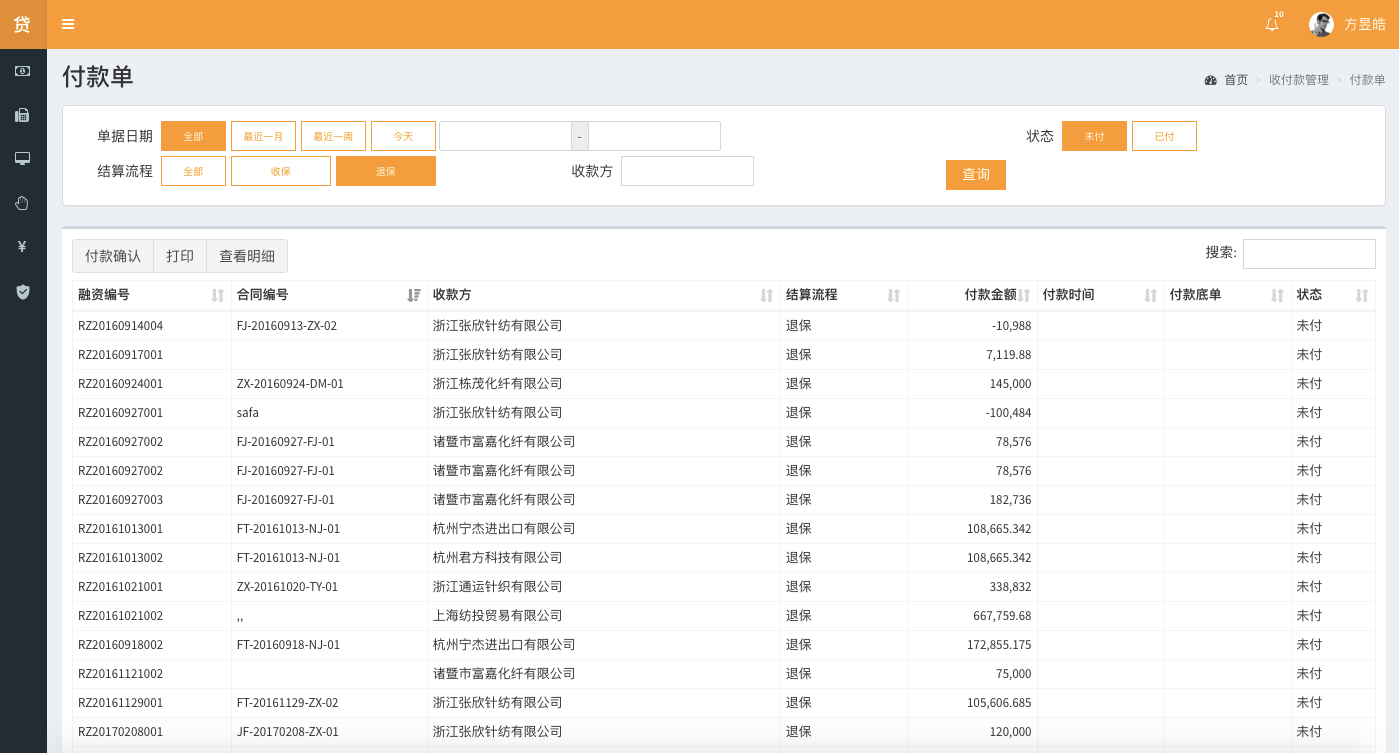 贷 10 方昱皓
付款单 首页 > 收付款管理 > 付款单
单据日期 全部 最近一月 最近一周 今天 - 状态 未付 已付
结算流程 全部 收保 退保 收款方 查询
付款确认 打印 查看明细 搜索:
融资编号 合同编号 收款方 结算流程 付款金额 付款时间 付款底单 状态
RZ20160914004 FJ-20160913-ZX-02 浙江张欣针纺有限公司 退保 -10,988 未付
RZ20160917001 浙江张欣针纺有限公司 退保 7,119.88 未付
RZ20160924001 ZX-20160924-DM-01 浙江栋茂化纤有限公司 退保 145,000 未付
RZ20160927001 safa 浙江张欣针纺有限公司 退保 -100,484 未付
RZ20160927002 FJ-20160927-FJ-01 诸暨市富嘉化纤有限公司 退保 78,576 未付
RZ20160927002 FJ-20160927-FJ-01 诸暨市富嘉化纤有限公司 退保 78,576 未付
RZ20160927003 FJ-20160927-FJ-01 诸暨市富嘉化纤有限公司 退保 182,736 未付
RZ20161013001 FT-20161013-NJ-01 杭州宁杰进出口有限公司 退保 108,665.342 未付
RZ20161013002 FT-20161013-NJ-01 杭州君方科技有限公司 退保 108,665.342 未付
RZ20161021001 ZX-20161020-TY-01 浙江通运针织有限公司 退保 338,832 未付
RZ20161021002 ,, 上海纺投贸易有限公司 退保 667,759.68 未付
RZ20160918002 FT-20160918-NJ-01 杭州宁杰进出口有限公司 退保 172,855.175 未付
RZ20161121002 诸暨市富嘉化纤有限公司 退保 75,000 未付
RZ20161129001 FT-20161129-ZX-02 浙江张欣针纺有限公司 退保 105,606.685 未付
RZ20170208001 JF-20170208-ZX-01 浙江张欣针纺有限公司 退保 120,000 未付